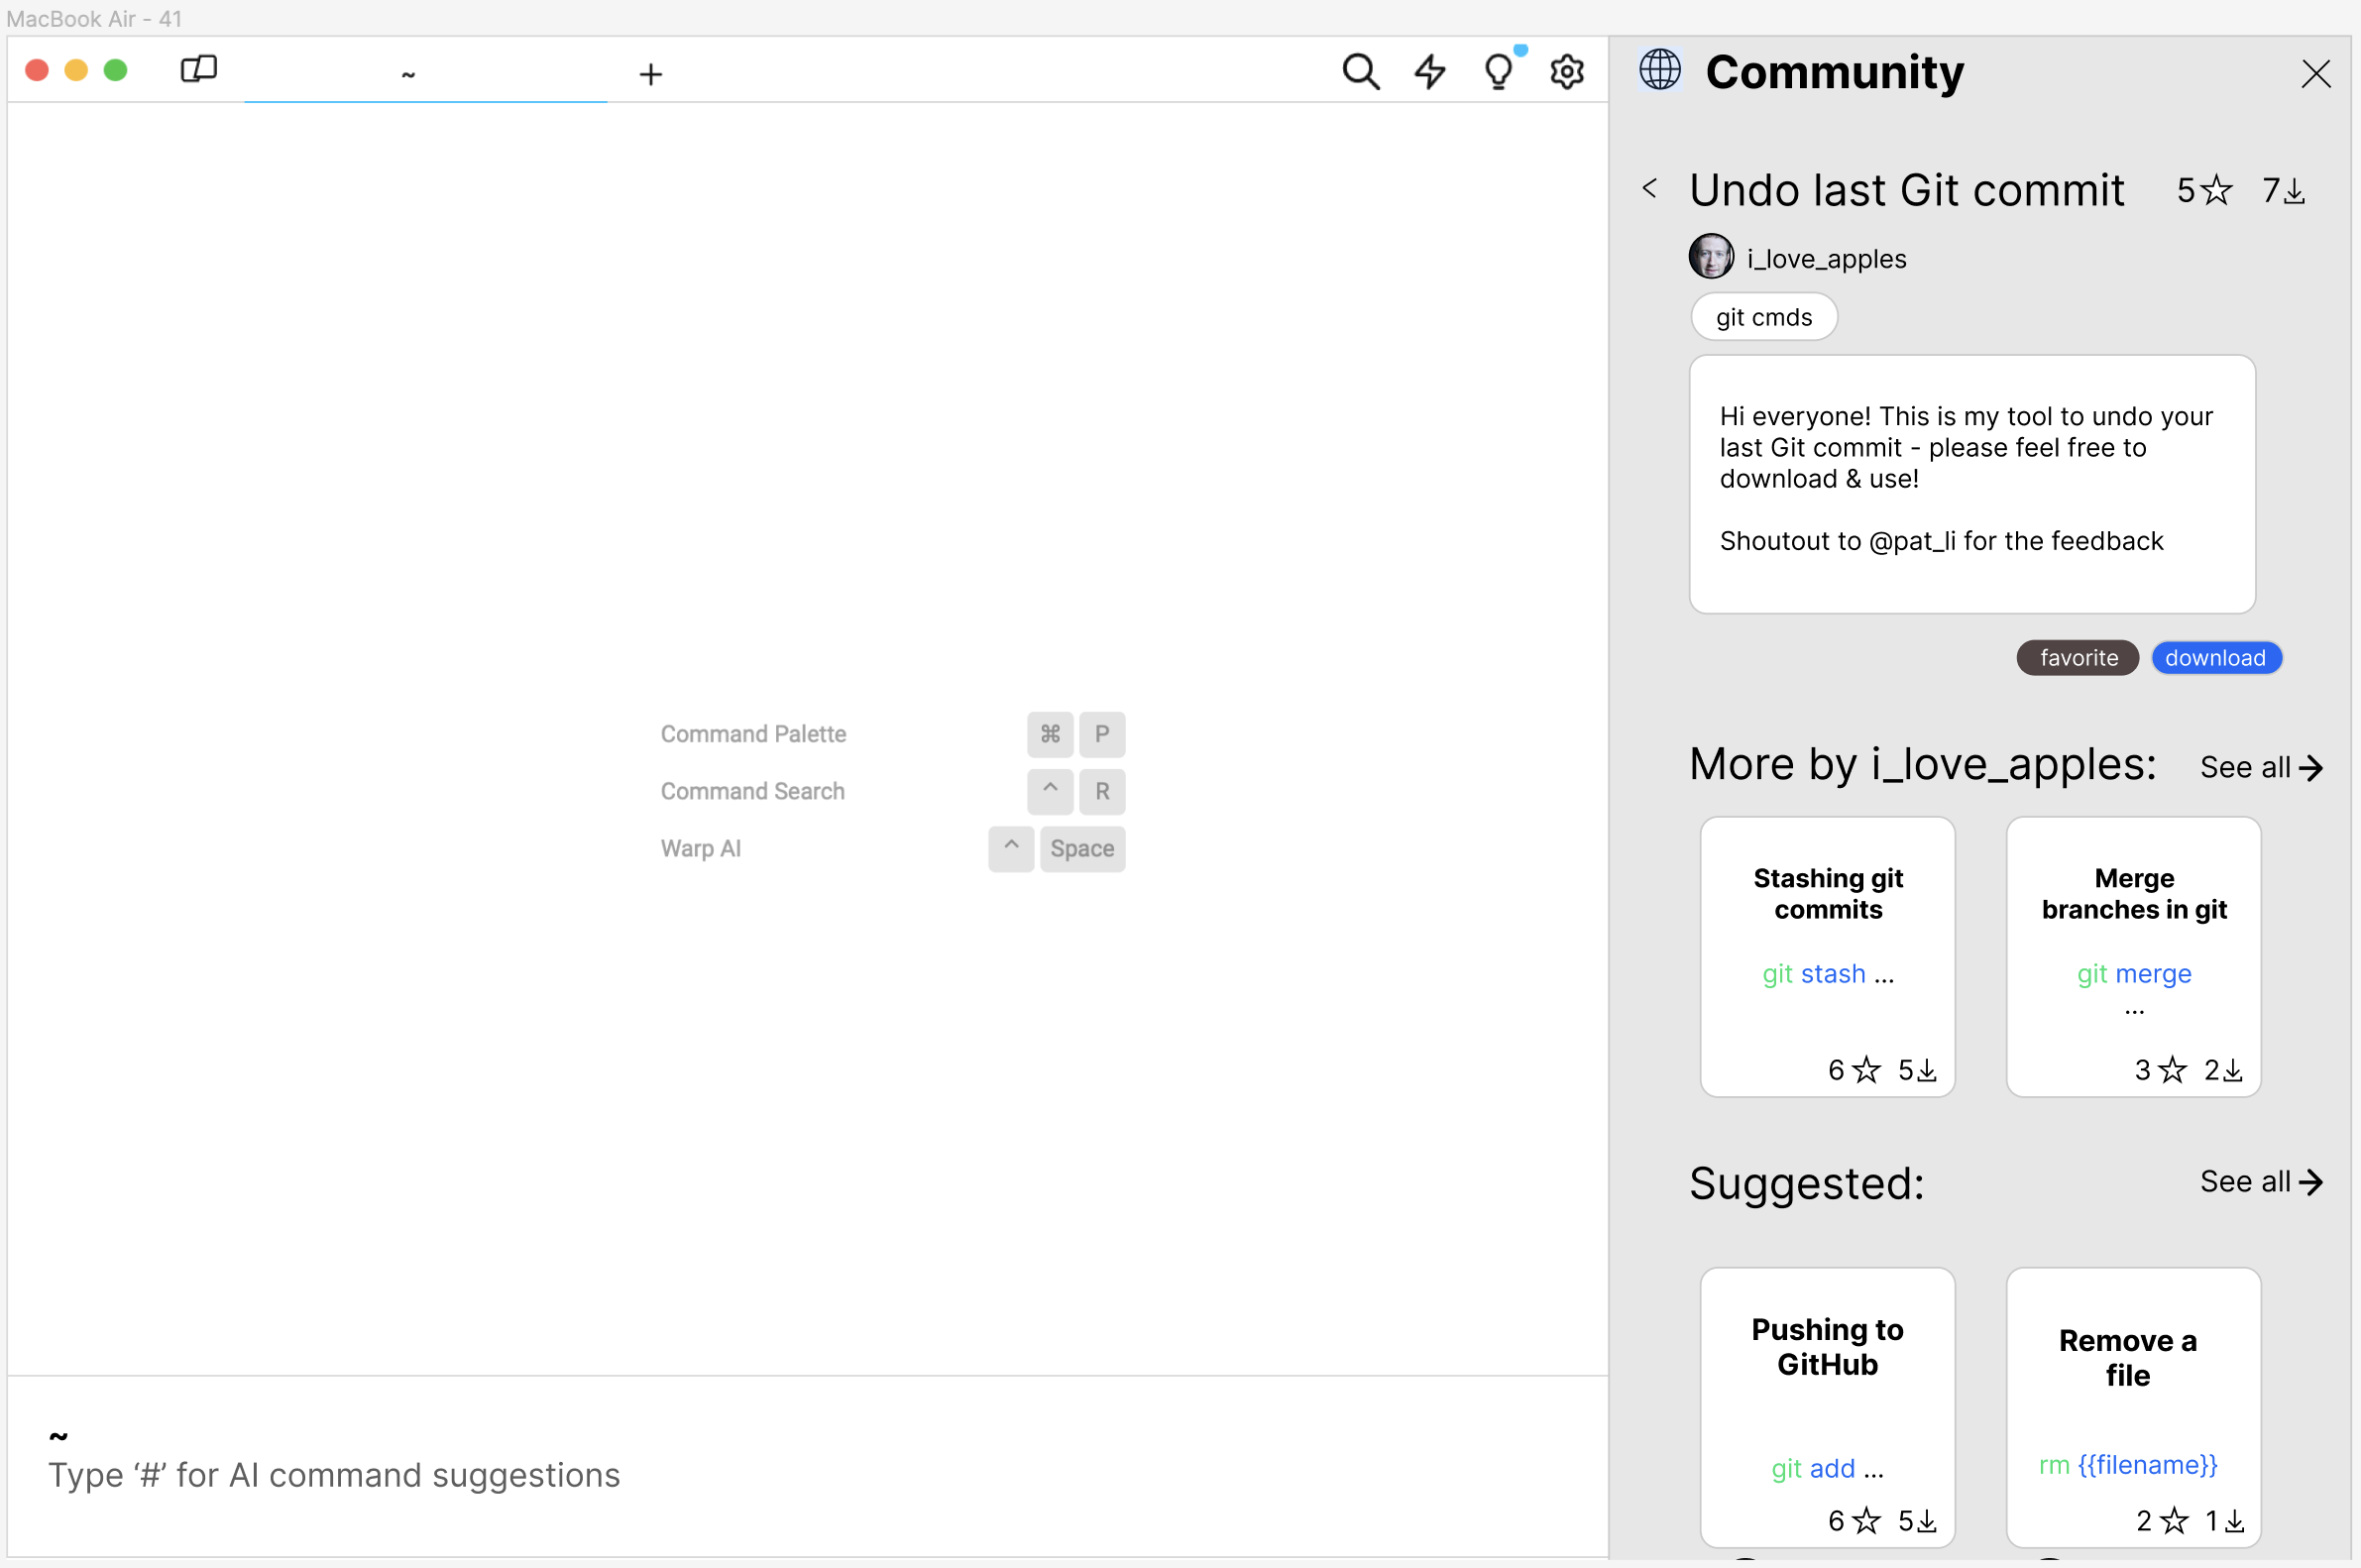 MacBook Air - 41
~
+
Community
< Undo last Git commit 5 7
i_love_apples
git cmds
Hi everyone! This is my tool to undo your
last Git commit - please feel free to
download & use!
Shoutout to @pat_li for the feedback
favorite download
Command Palette ⌘ P
Command Search ^ R
Warp AI ^ Space
More by i_love_apples: See all →
Stashing git
commits
git stash ...
6 5
Merge
branches in git
git merge
...
3 2
Suggested: See all →
Pushing to
GitHub
git add ...
6 5
Remove a
file
rm {{filename}}
2 1
~
Type ‘#’ for AI command suggestions